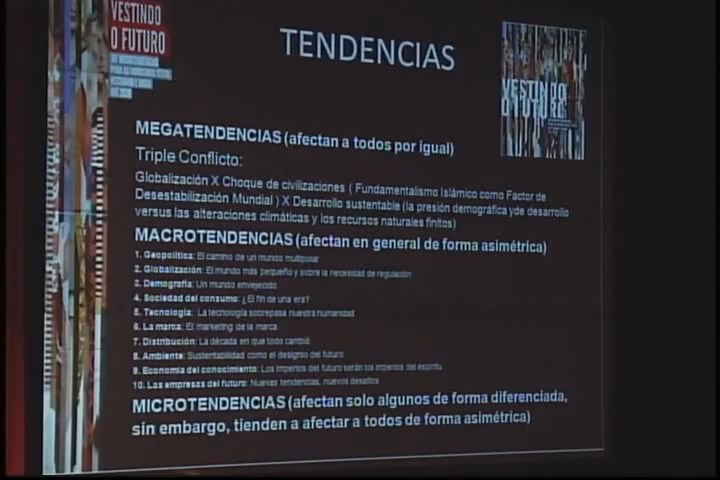 VESTINDO
O FUTURO
TENDENCIAS
VESTINDO
O FUTURO
MEGATENDENCIAS (afectan a todos por igual)
Triple Conflicto:
Globalización X Choque de civilizaciones ( Fundamentalismo Islámico como Factor de
Desestabilización Mundial ) X Desarrollo sustentable (la presión demográfica yde desarrollo
versus las alteraciones climáticas y los recursos naturales finitos)
MACROTENDENCIAS (afectan en general de forma asimétrica)
1. Geopolítica: El camino de un mundo multipolar
2. Globalización: El mundo más pequeño y sobre la necesidad de regulación
3. Demografía: Un mundo envejecido
4. Sociedad del consumo: ¿El fin de una era?
5. Tecnología: La tecnología sobrepasa nuestra humanidad
6. La marca: El marketing de la marca
7. Distribución: La década en que todo cambió
8. Ambiente: Sustentabilidad como el designio del futuro
9. Economía del conocimiento: Los imperios del futuro serán los imperios del espíritu
10. Las empresas del futuro: Nuevas tendencias, nuevos desafíos
MICROTENDENCIAS (afectan solo algunos de forma diferenciada,
sin embargo, tienden a afectar a todos de forma asimétrica)